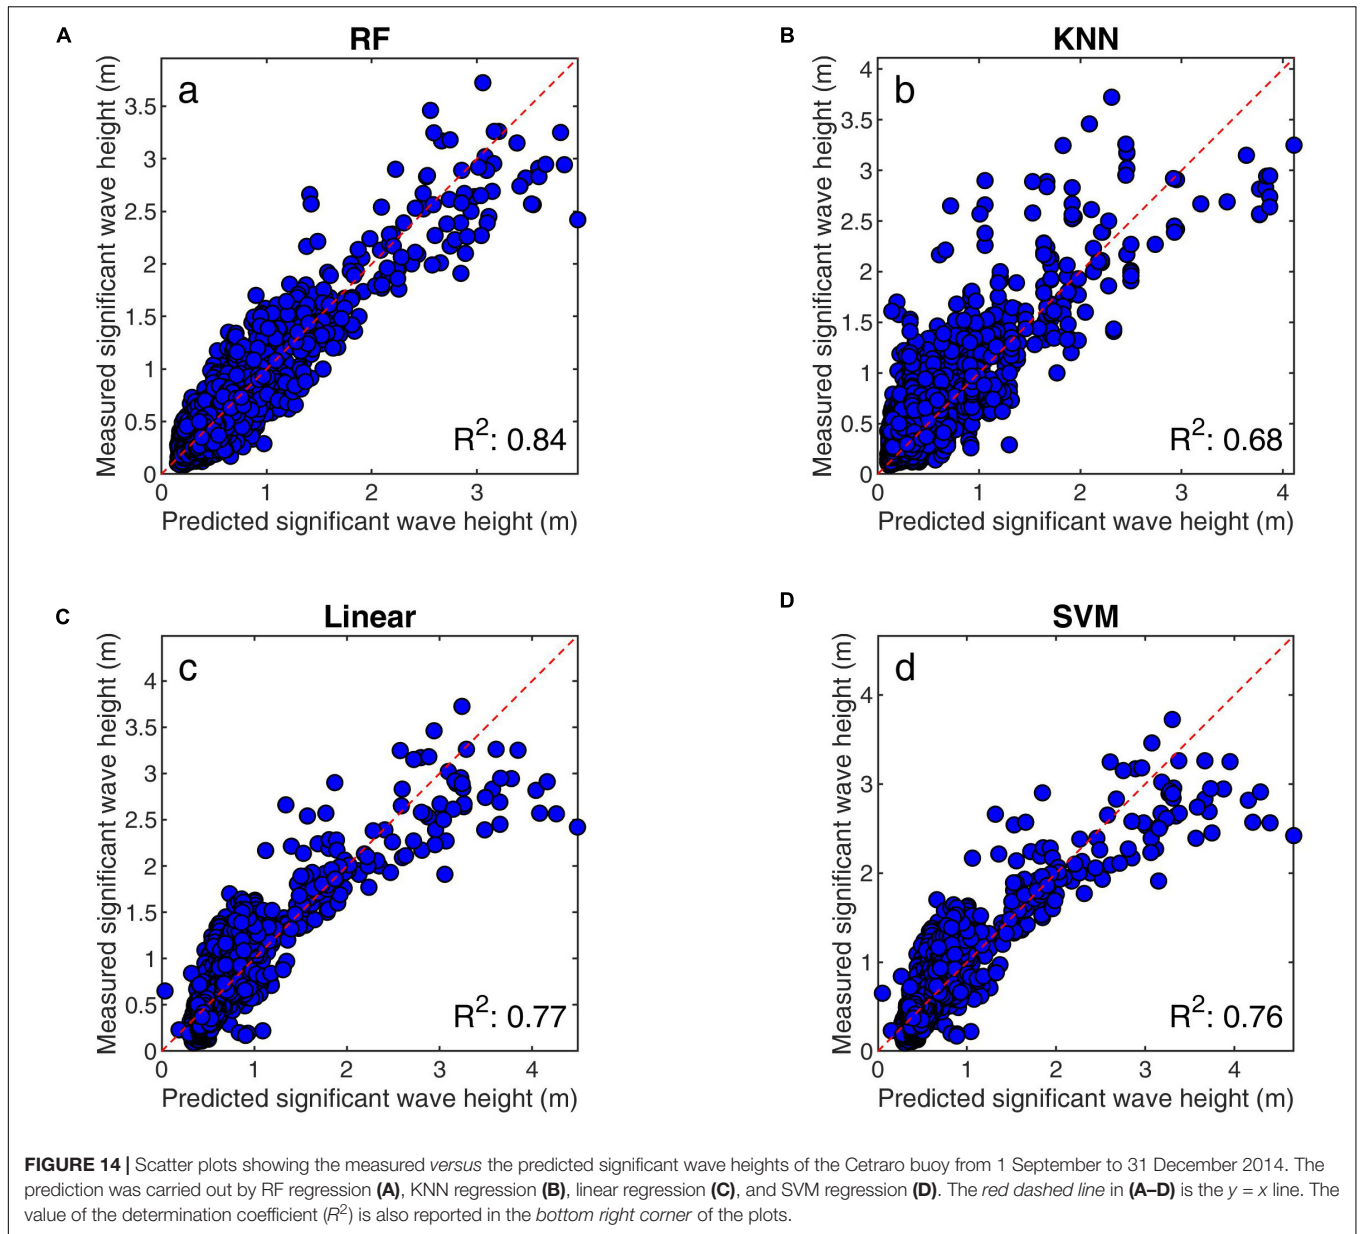 A
RF
a
Measured significant wave height (m)
3.5
3
2.5
2
1.5
1
0.5
0
R2: 0.84
0 1 2 3
Predicted significant wave height (m)
B
KNN
b
Measured significant wave height (m)
4
3.5
3
2.5
2
1.5
1
0.5
0
R2: 0.68
0 1 2 3 4
Predicted significant wave height (m)
C
Linear
c
Measured significant wave height (m)
4
3.5
3
2.5
2
1.5
1
0.5
0
R2: 0.77
0 1 2 3 4
Predicted significant wave height (m)
D
SVM
d
Measured significant wave height (m)
4
3
2
1
0
R2: 0.76
0 1 2 3 4
Predicted significant wave height (m)
FIGURE 14 | Scatter plots showing the measured versus the predicted significant wave heights of the Cetraro buoy from 1 September to 31 December 2014. The
prediction was carried out by RF regression (A), KNN regression (B), linear regression (C), and SVM regression (D). The red dashed line in (A–D) is the y = x line. The
value of the determination coefficient (R2) is also reported in the bottom right corner of the plots.